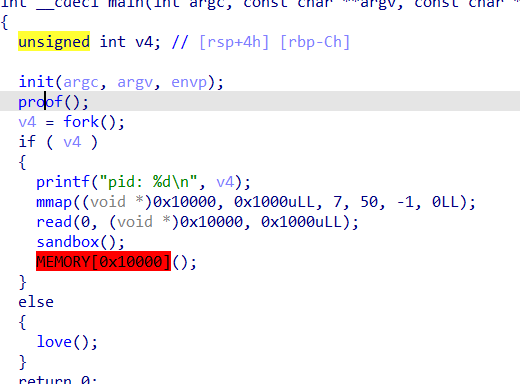 int __cdecl main(int argc, const char **argv, const char *
{
unsigned int v4; // [rsp+4h] [rbp-Ch]
init(argc, argv, envp);
proof();
v4 = fork();
if ( v4 )
{
printf("pid: %d\n", v4);
mmap((void *)0x10000, 0x1000uLL, 7, 50, -1, 0LL);
read(0, (void *)0x10000, 0x1000uLL);
sandbox();
MEMORY[0x10000]();
}
else
{
love();
}
return 0;